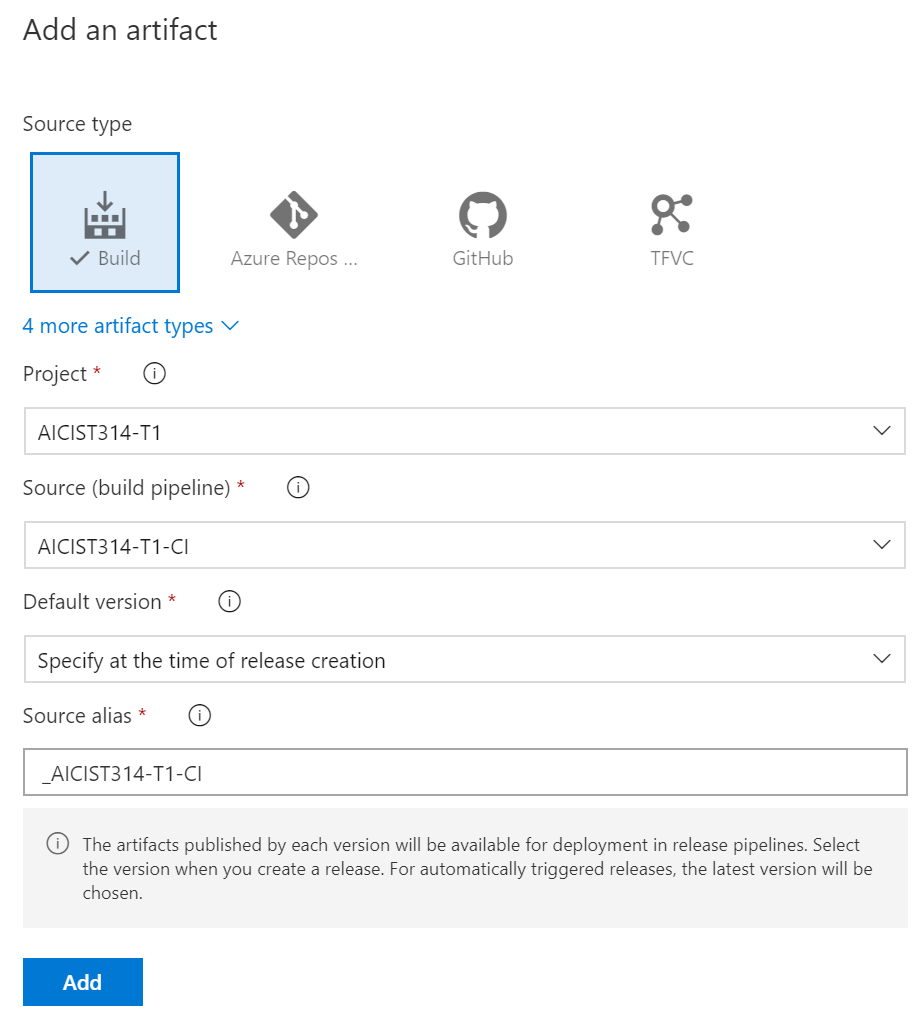 Add an artifact
Source type
Build
Azure Repos ...
GitHub
TFVC
4 more artifact types
Project *
AICIST314-T1
Source (build pipeline) *
AICIST314-T1-CI
Default version *
Specify at the time of release creation
Source alias *
_AICIST314-T1-CI
The artifacts published by each version will be available for deployment in release pipelines. Select
the version when you create a release. For automatically triggered releases, the latest version will be
chosen.
Add